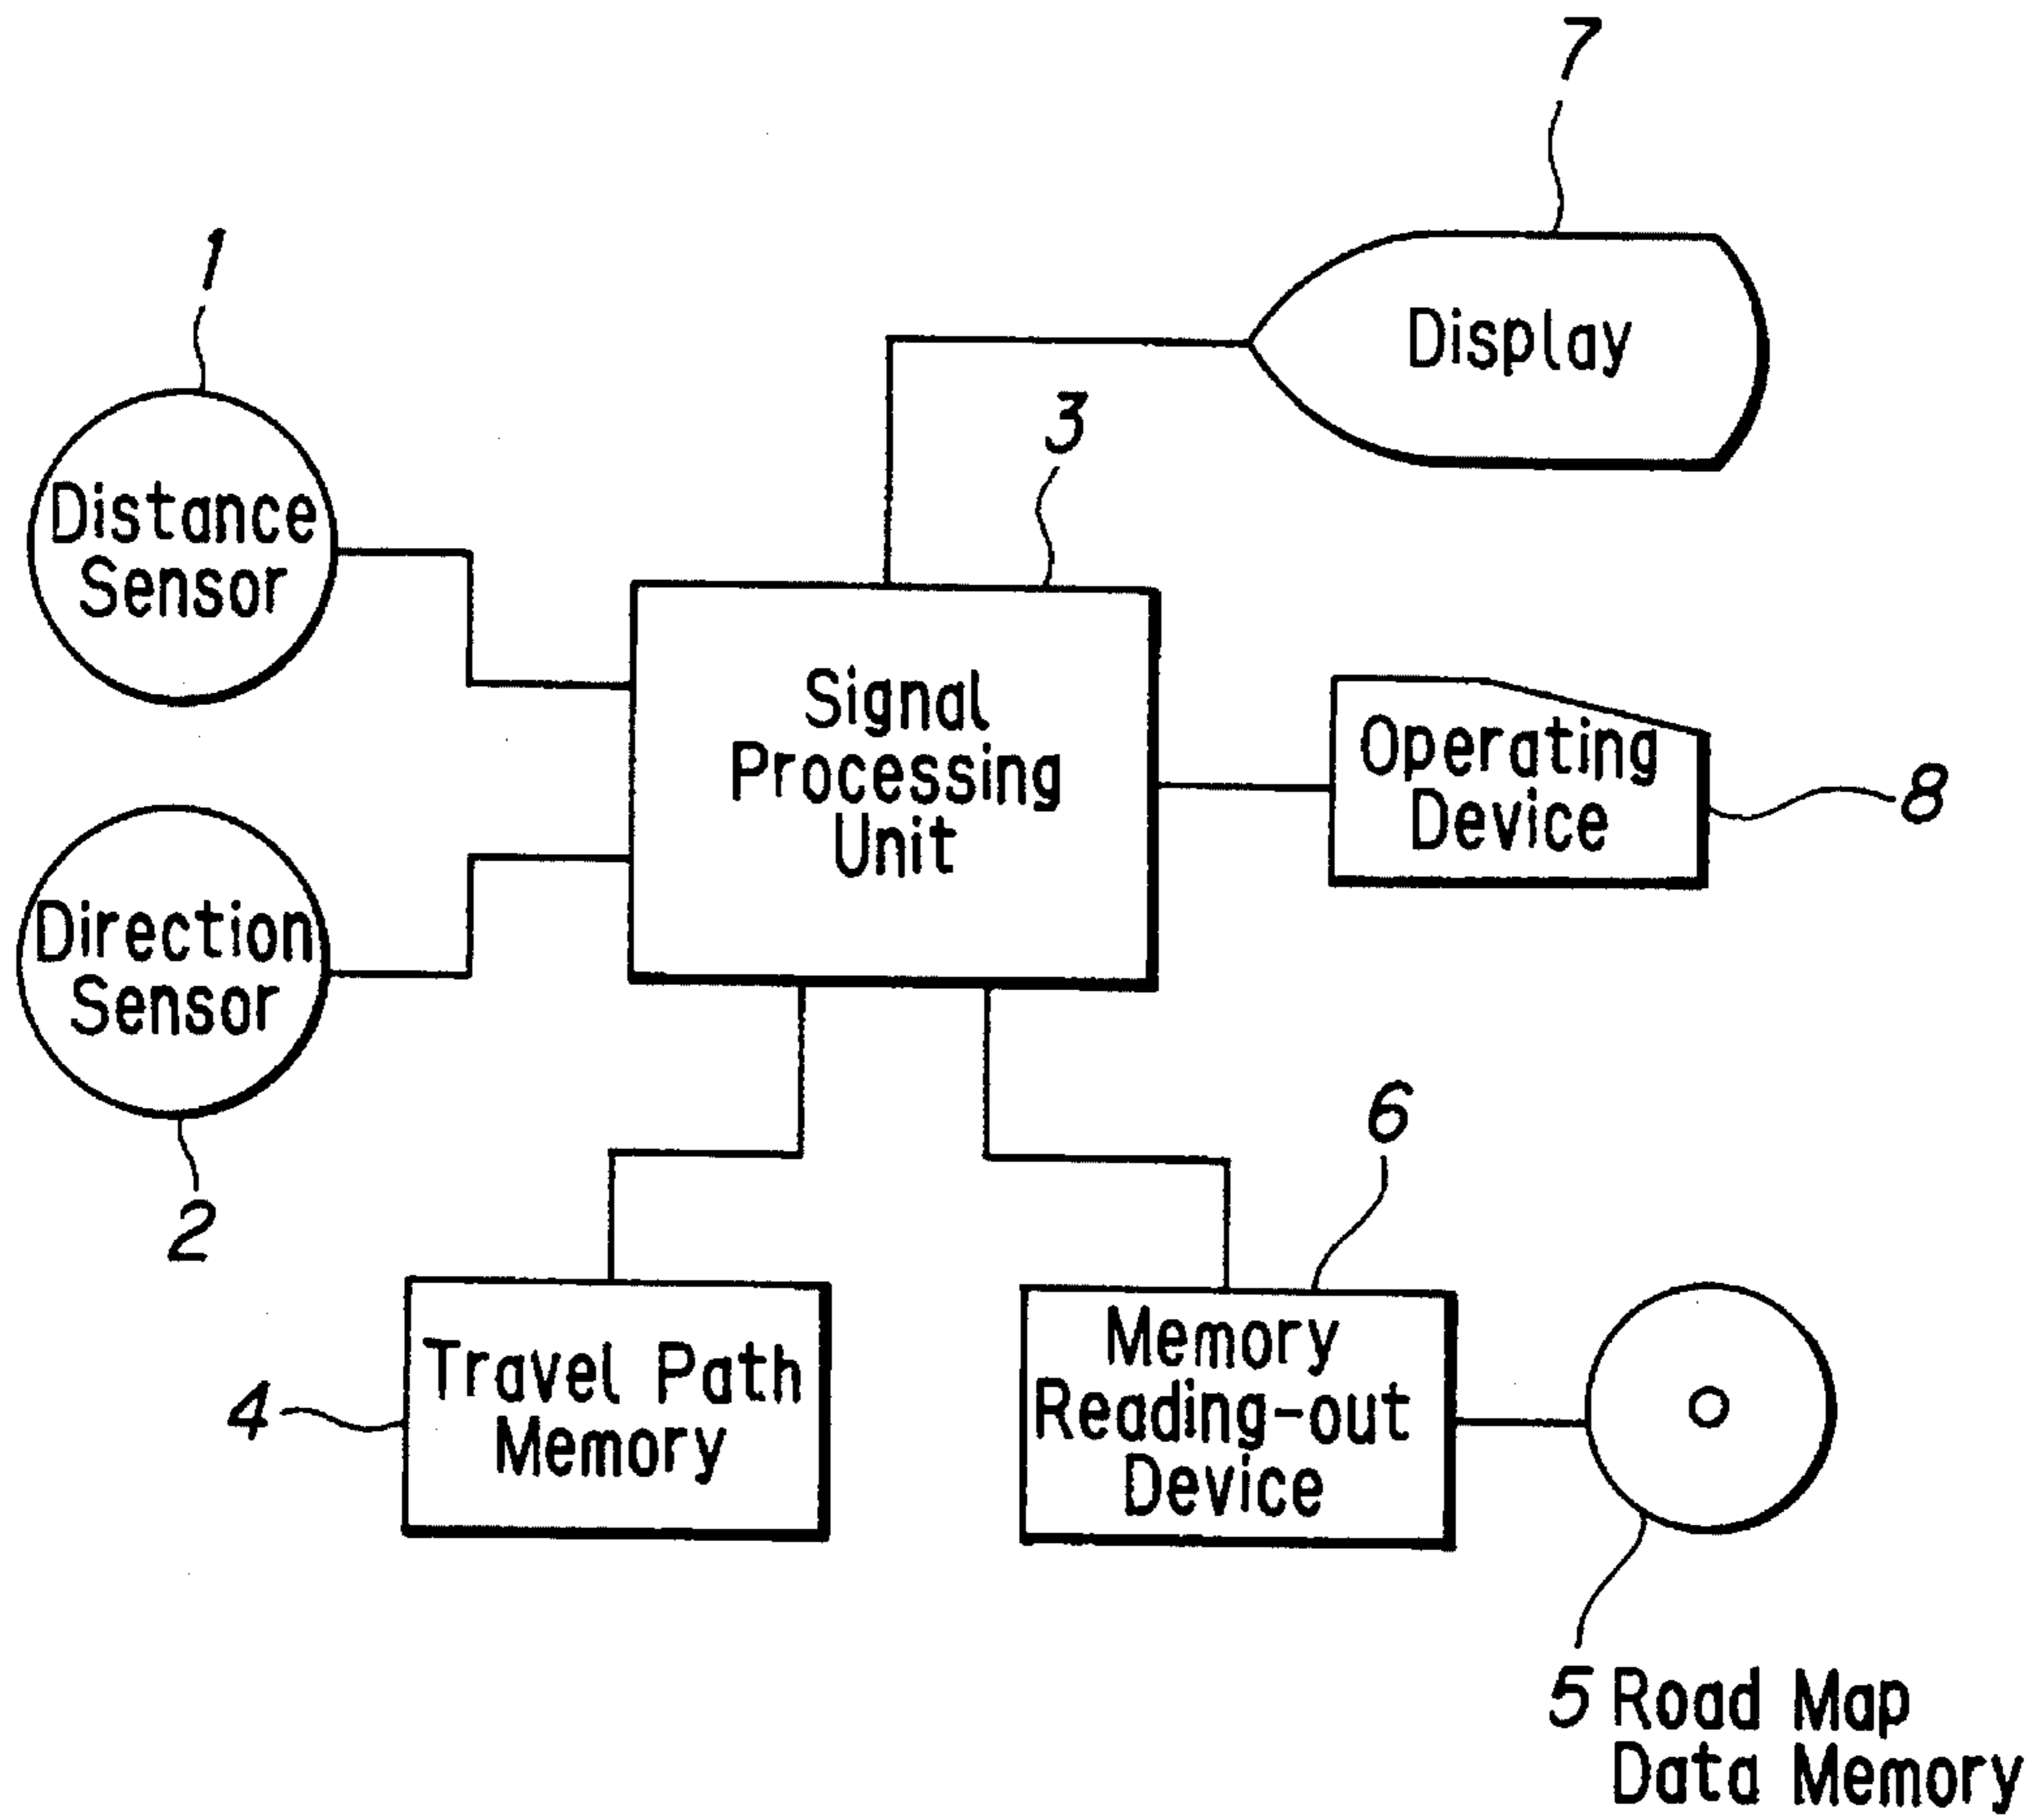 7
1
Display
3
Distance
Sensor
Signal
Processing
Unit
Operating
Device
8
Direction
Sensor
2
6
4
Travel Path
Memory
Memory
Reading-out
Device
5 Road Map
Data Memory